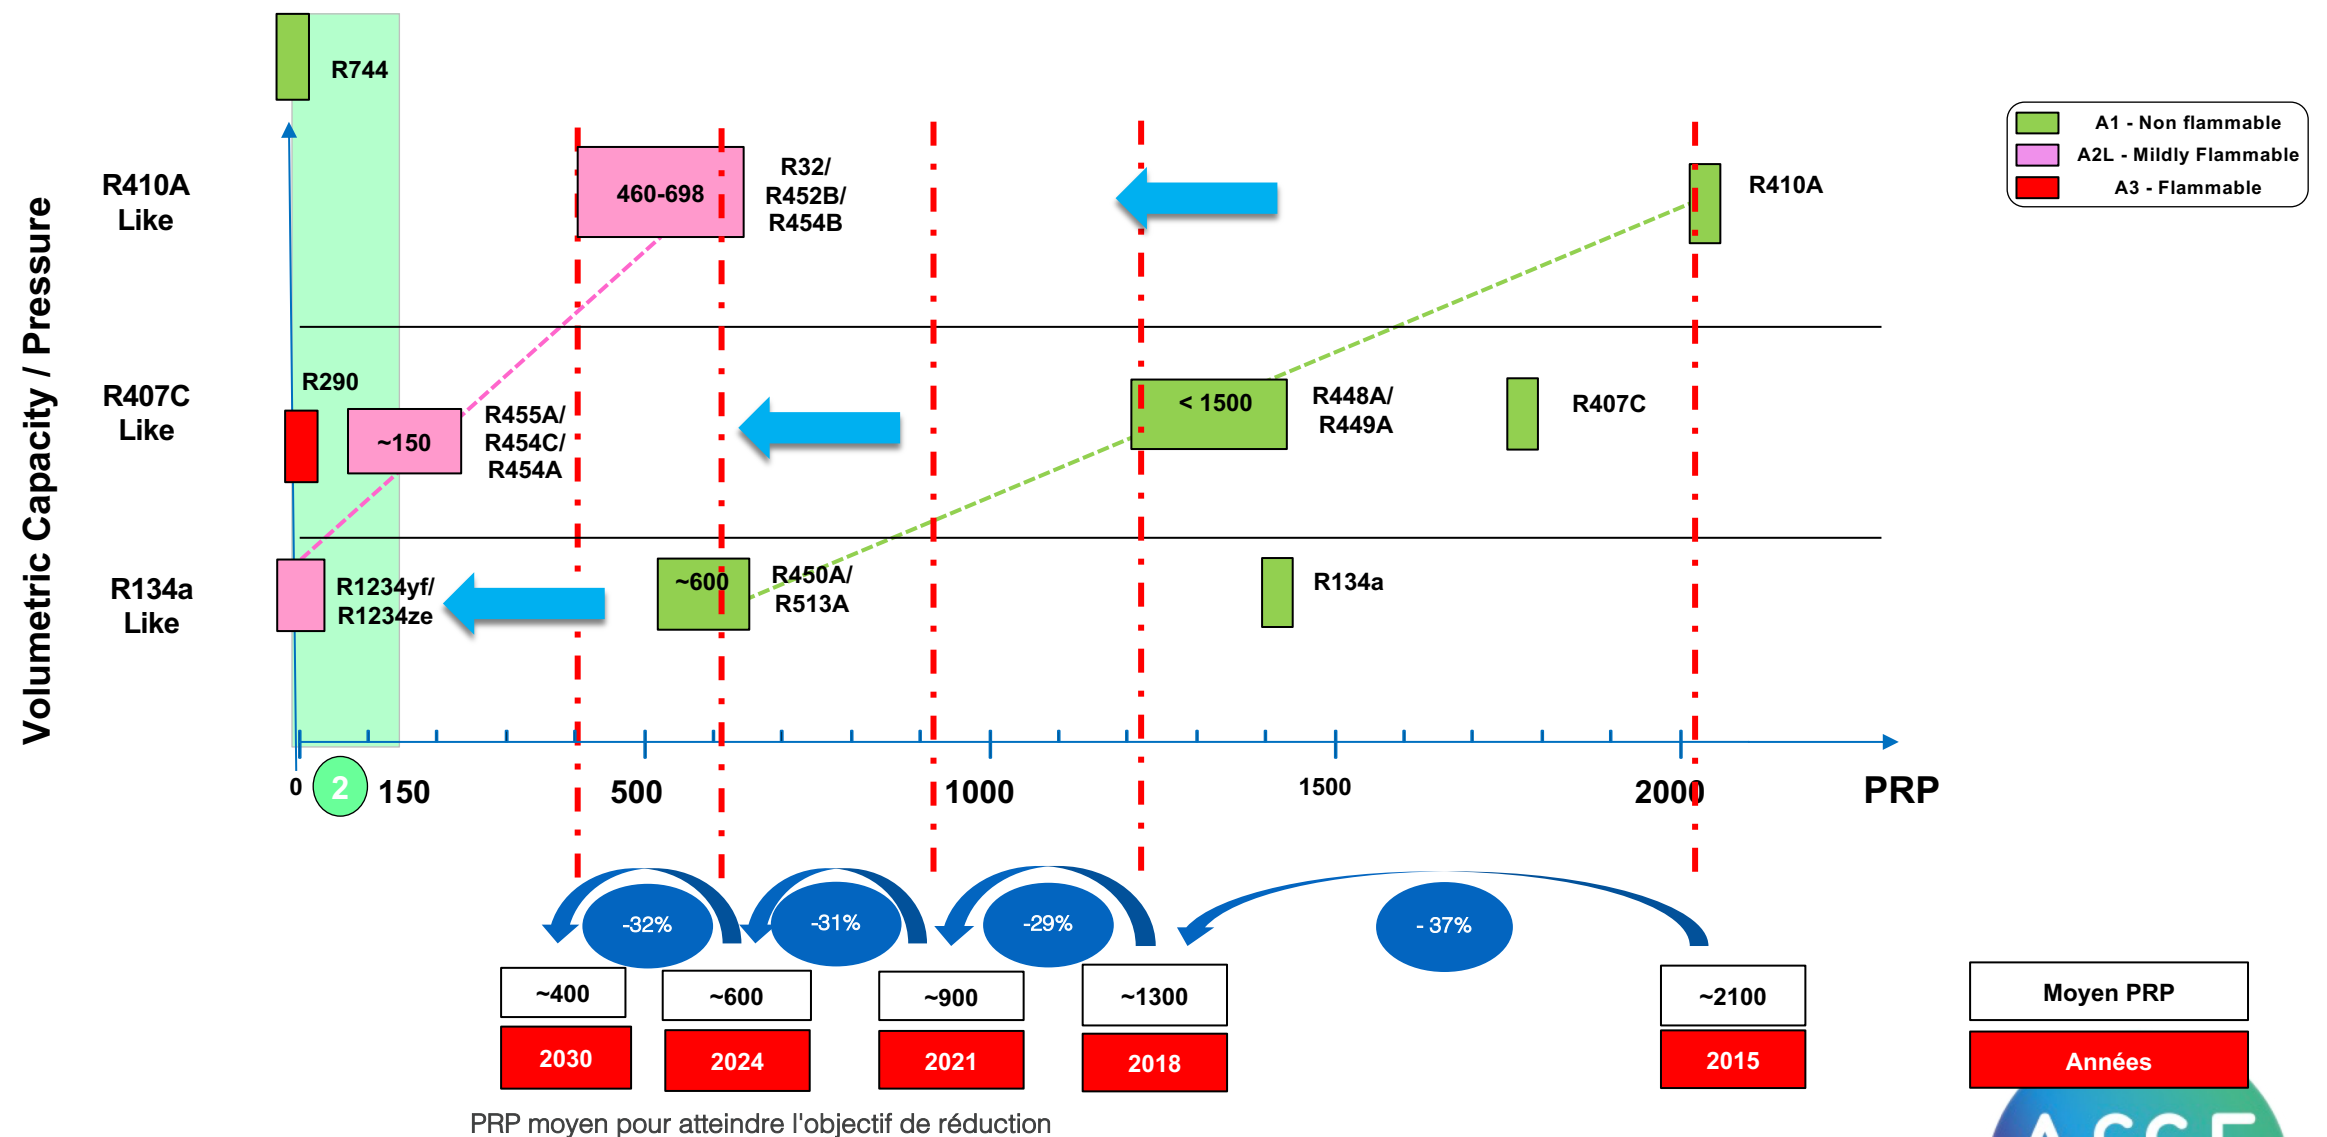 R744
A1 - Non flammable
A2L - Mildly Flammable
A3 - Flammable
Volumetric Capacity / Pressure
R410A
Like
460-698
R32/
R452B/
R454B
R410A
R407C
Like
R290
~150
R455A/
R454C/
R454A
< 1500
R448A/
R449A
R407C
R134a
Like
R1234yf/
R1234ze
~600
R450A/
R513A
R134a
0
2
150
500
1000
1500
2000
PRP
-32%
-31%
-29%
- 37%
~400
~600
~900
~1300
~2100
Moyen PRP
2030
2024
2021
2018
2015
Années
PRP moyen pour atteindre l'objectif de réduction